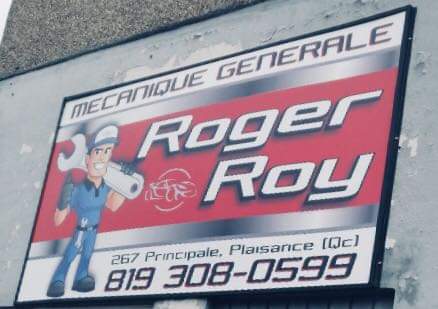 MECANIQUE GENERALE
Roger
Roy
267 Principale, Plaisance (Qc)
819 308-0599